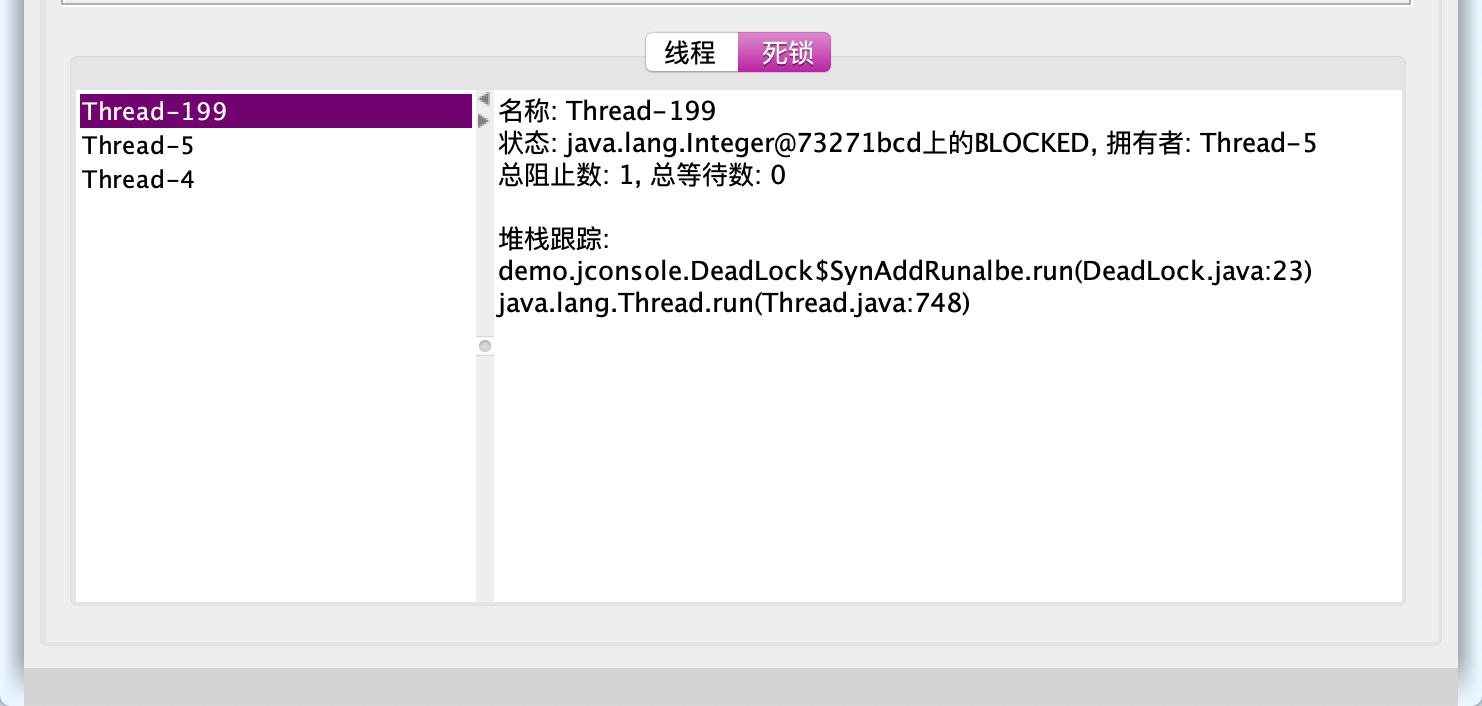 线程 死锁
Thread-199
Thread-5
Thread-4
名称: Thread-199
状态: java.lang.Integer@73271bcd上的BLOCKED, 拥有者: Thread-5
总阻止数: 1, 总等待数: 0
堆栈跟踪:
demo.jconsole.DeadLock$SynAddRunalbe.run(DeadLock.java:23)
java.lang.Thread.run(Thread.java:748)